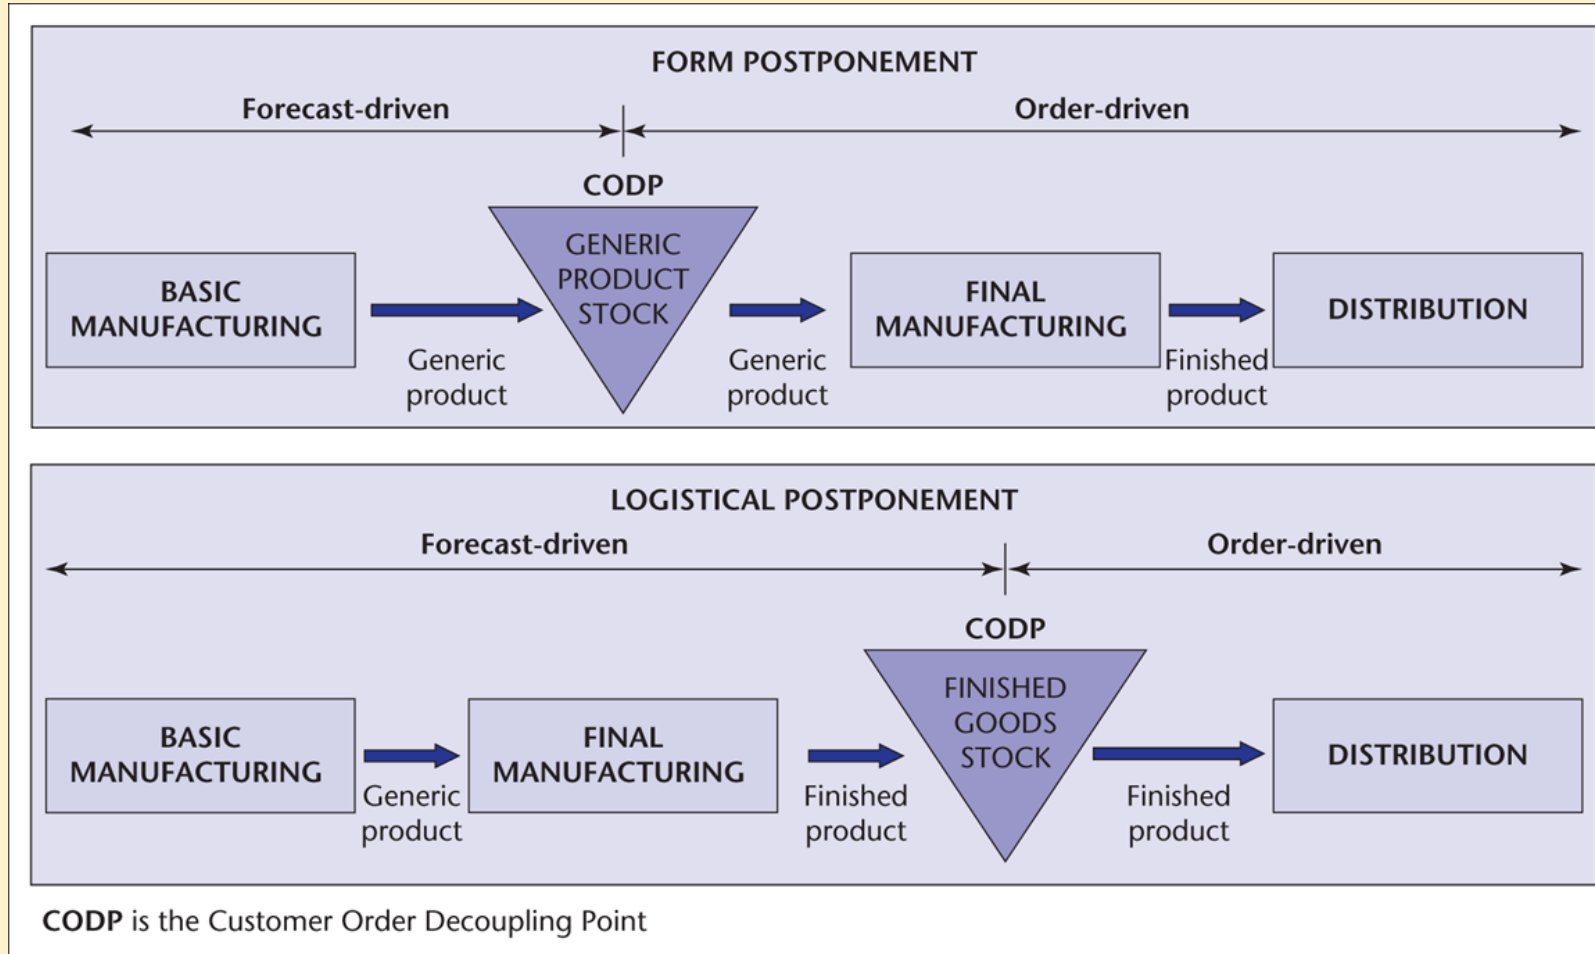 FORM POSTPONEMENT
Forecast-driven
Order-driven
CODP
GENERIC
PRODUCT
STOCK
BASIC
MANUFACTURING
FINAL
MANUFACTURING
DISTRIBUTION
Generic
product
Generic
product
Finished
product
LOGISTICAL POSTPONEMENT
Forecast-driven
Order-driven
CODP
FINISHED
GOODS
STOCK
BASIC
MANUFACTURING
FINAL
MANUFACTURING
DISTRIBUTION
Generic
product
Finished
product
Finished
product
CODP is the Customer Order Decoupling Point